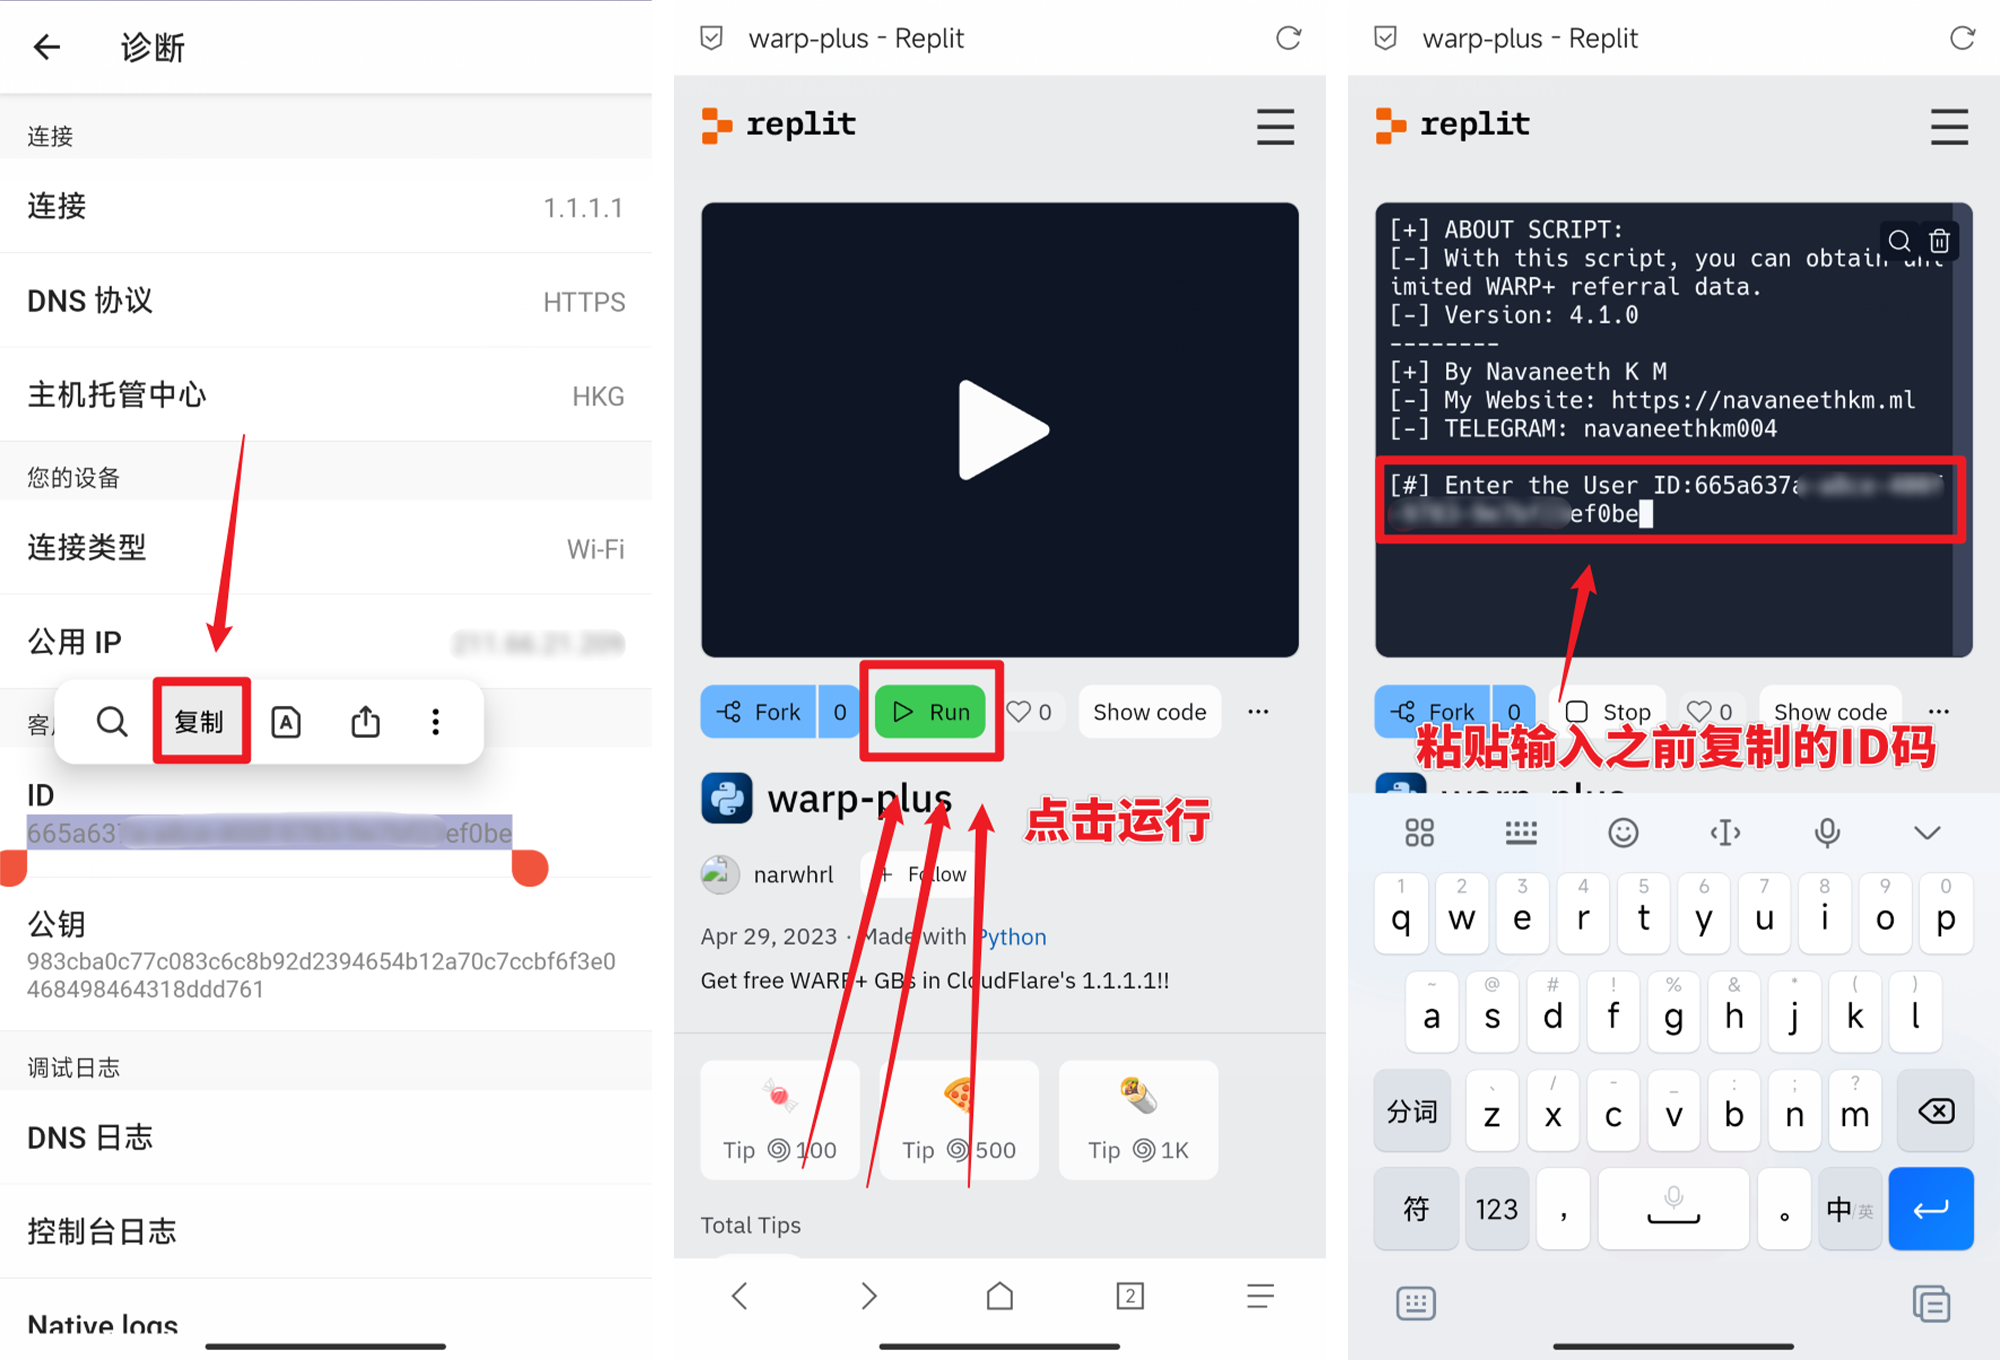 诊断
连接
连接
1.1.1.1
DNS 协议
HTTPS
主机托管中心
HKG
您的设备
连接类型
Wi-Fi
公用 IP
复制
ID
665a637
ef0be
公钥
983cba0c77c083c6c8b92d2394654b12a70c7ccbf6f3e0
468498464318ddd761
调试日志
DNS 日志
控制台日志
Native logs
warp-plus - Replit
replit
Fork
0
Run
0
Show code
warp-plus
点击运行
narwhrl
+ Follow
Apr 29, 2023 · Made with Python
Get free WARP+ GBs in CloudFlare's 1.1.1.1!!
Tip 100
Tip 500
Tip 1K
Total Tips
2
warp-plus - Replit
replit
[+] ABOUT SCRIPT:
[-] With this script, you can obtain unl
imited WARP+ referral data.
[-] Version: 4.1.0
--------
[+] By Navaneeth K M
[-] My Website: https://navaneethkm.ml
[-] TELEGRAM: navaneethkm004
[#] Enter the User ID:665a637
ef0be
Fork
0
Stop
0
Show code
粘贴输入之前复制的ID码
warp-plus
1 2 3 4 5 6 7 8 9 0
q w e r t y u i o p
~ @ # ! % & * ( )
a s d f g h j k l
、 / - _ : ; ?
分词 z x c v b n m
符 123 , 。 中/英